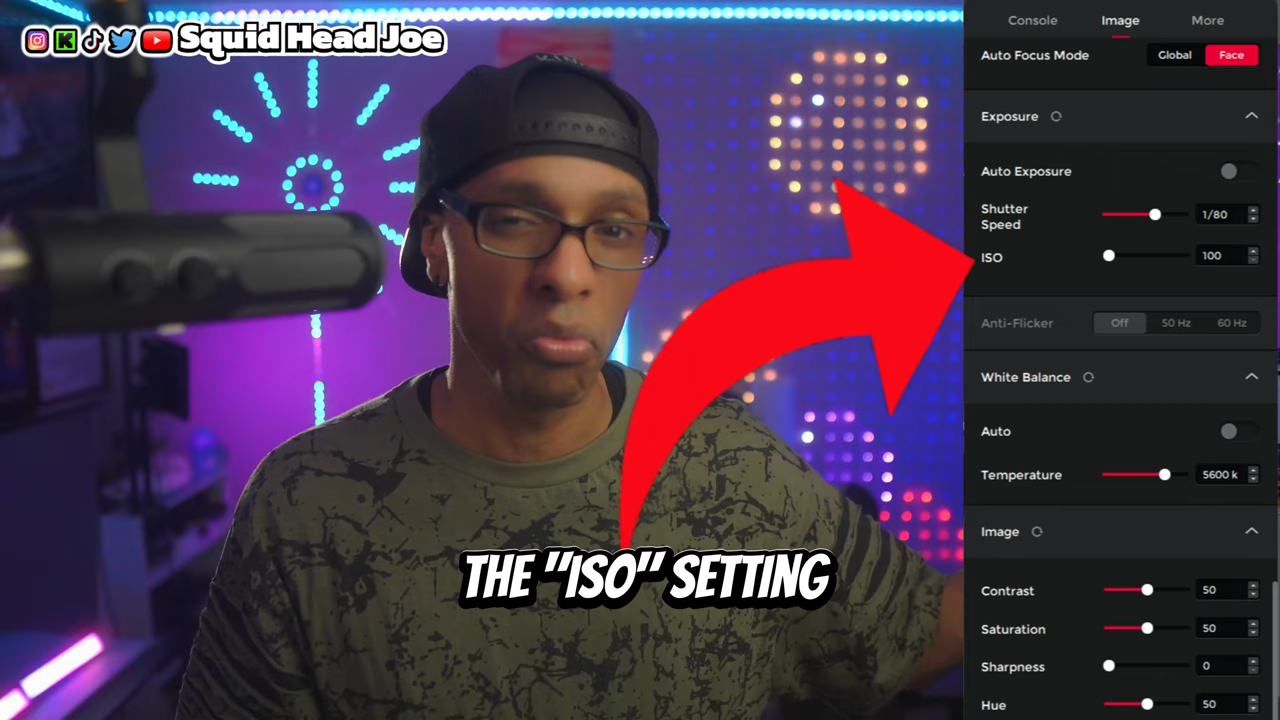 Squid Head Joe
Console Image More
Auto Focus Mode Global Face
Exposure
Auto Exposure
Shutter
Speed 1/80
ISO 100
Anti-Flicker Off 50 Hz 60 Hz
White Balance
Auto
Temperature 5600 k
Image
Contrast 50
Saturation 50
Sharpness 0
Hue 50
THE "ISO" SETTING